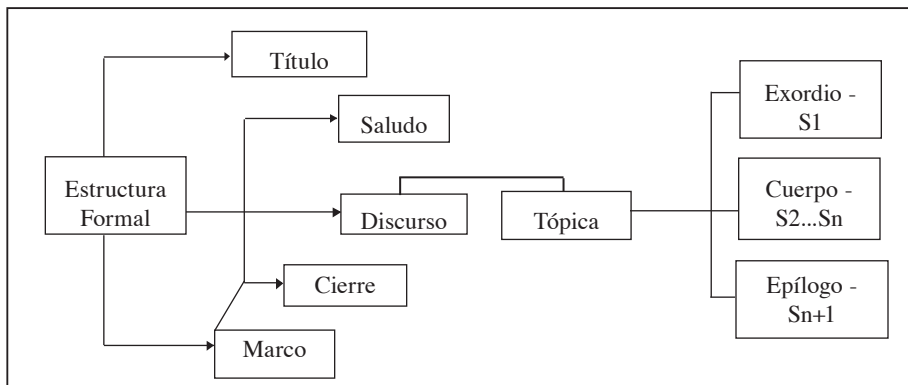 Título
Saludo
Estructura
Formal
Discurso
Tópica
Cierre
Marco
Exordio -
S1
Cuerpo -
S2...Sn
Epílogo -
Sn+1